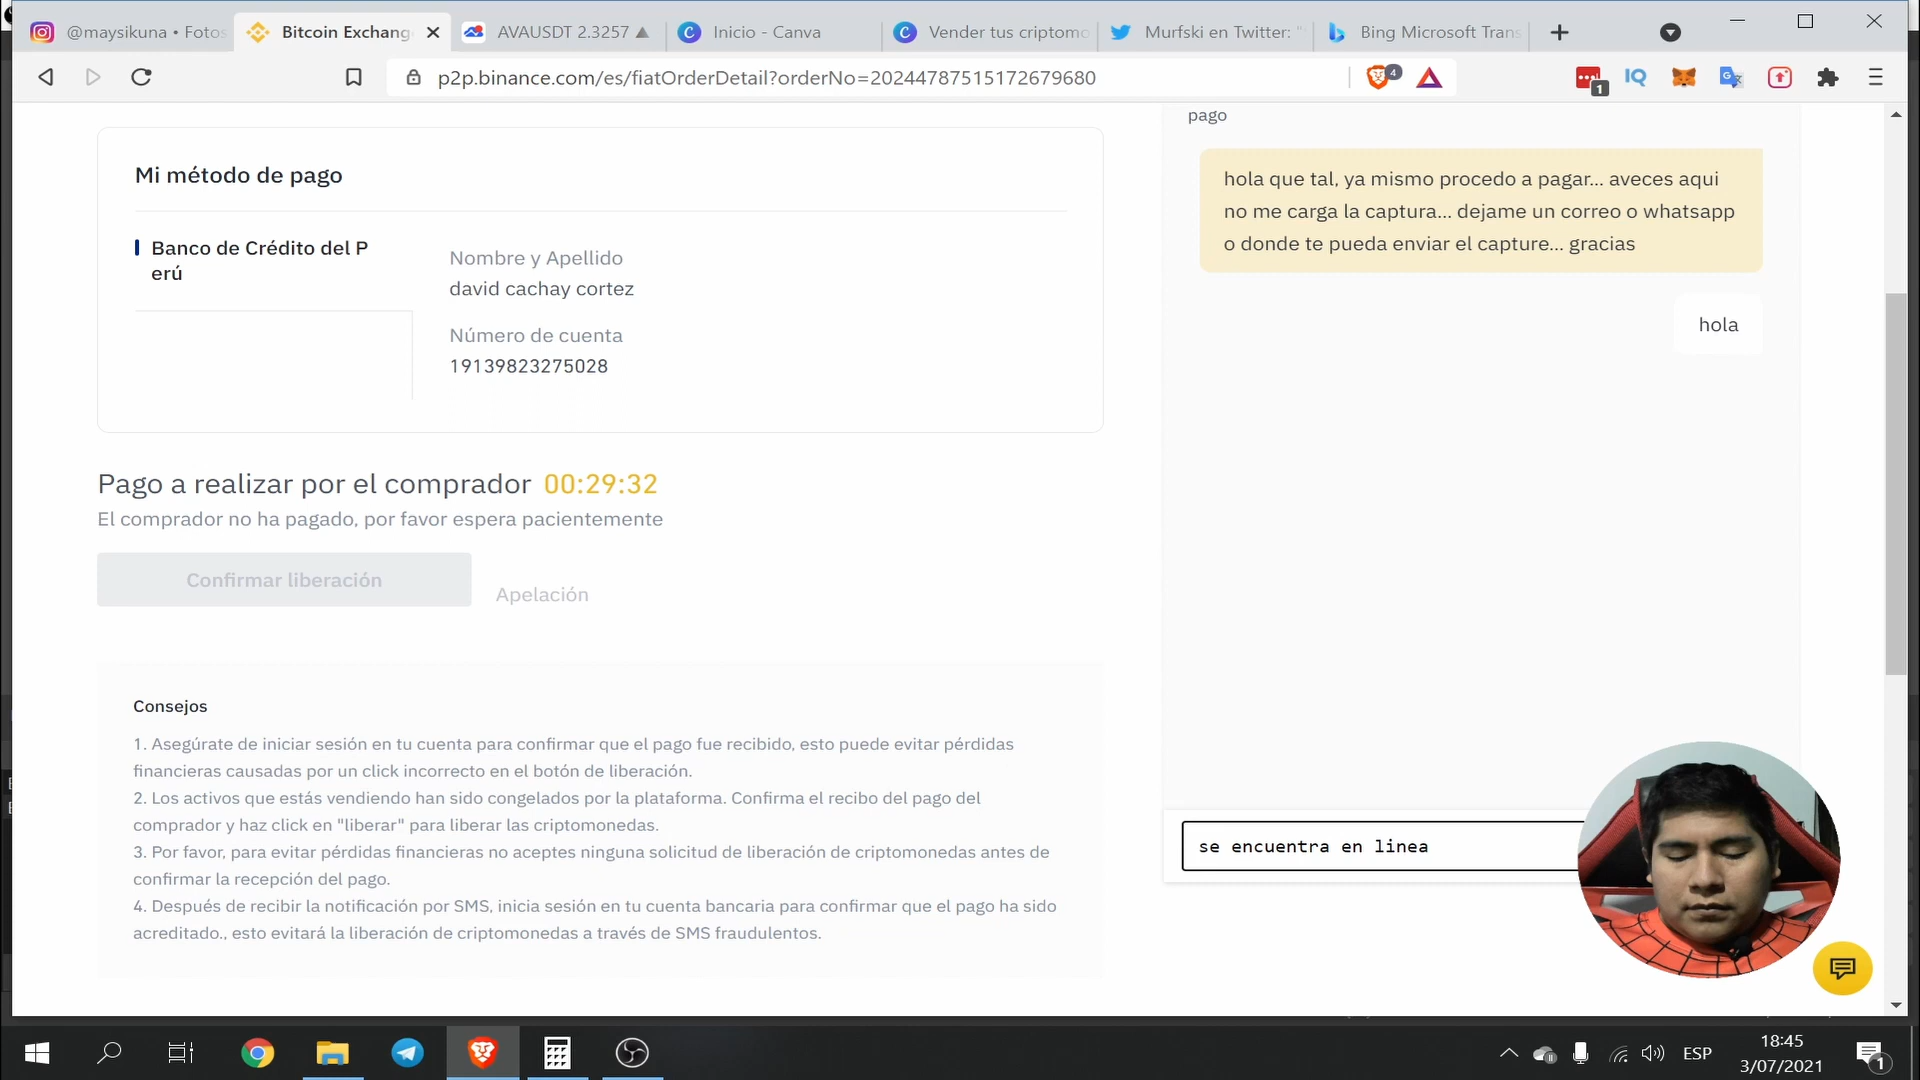 @maysikuna • Fotos
Bitcoin Exchang
AVAUSDT 2.3257
Inicio - Canva
Vender tus criptomo
Murfski en Twitter: "
Bing Microsoft Trans
p2p.binance.com/es/fiatOrderDetail?orderNo=20244787515172679680
4
1
IQ
pago
Mi método de pago
Banco de Crédito del P
erú
Nombre y Apellido
david cachay cortez
Número de cuenta
19139823275028
hola que tal, ya mismo procedo a pagar... aveces aqui
no me carga la captura... dejame un correo o whatsapp
o donde te pueda enviar el capture... gracias
hola
Pago a realizar por el comprador 00:29:32
El comprador no ha pagado, por favor espera pacientemente
Confirmar liberación
Apelación
Consejos
1. Asegúrate de iniciar sesión en tu cuenta para confirmar que el pago fue recibido, esto puede evitar pérdidas
financieras causadas por un click incorrecto en el botón de liberación.
2. Los activos que estás vendiendo han sido congelados por la plataforma. Confirma el recibo del pago del
comprador y haz click en "liberar" para liberar las criptomonedas.
3. Por favor, para evitar pérdidas financieras no aceptes ninguna solicitud de liberación de criptomonedas antes de
confirmar la recepción del pago.
4. Después de recibir la notificación por SMS, inicia sesión en tu cuenta bancaria para confirmar que el pago ha sido
acreditado., esto evitará la liberación de criptomonedas a través de SMS fraudulentos.
se encuentra en linea
ESP
18:45
3/07/2021
1